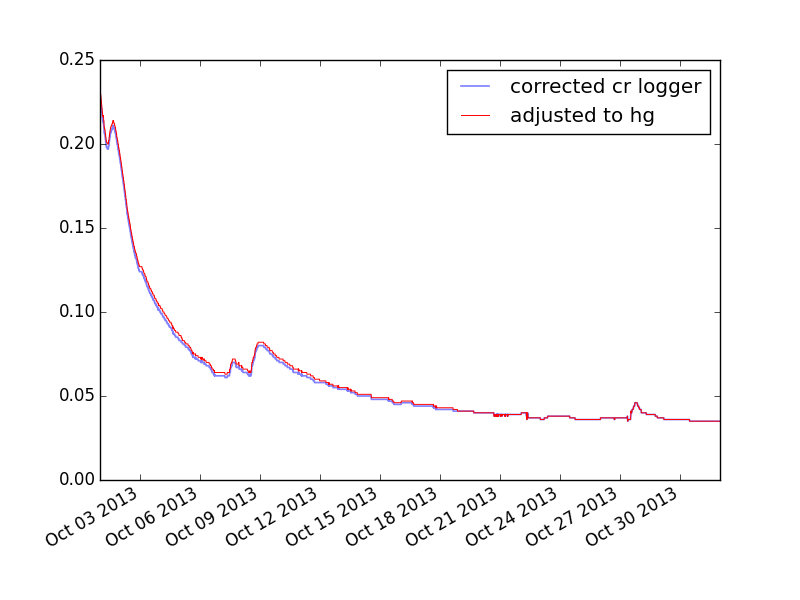 0.25
0.20
0.15
0.10
0.05
0.00
corrected cr logger
adjusted to hg
Oct 03 2013
Oct 06 2013
Oct 09 2013
Oct 12 2013
Oct 15 2013
Oct 18 2013
Oct 21 2013
Oct 24 2013
Oct 27 2013
Oct 30 2013